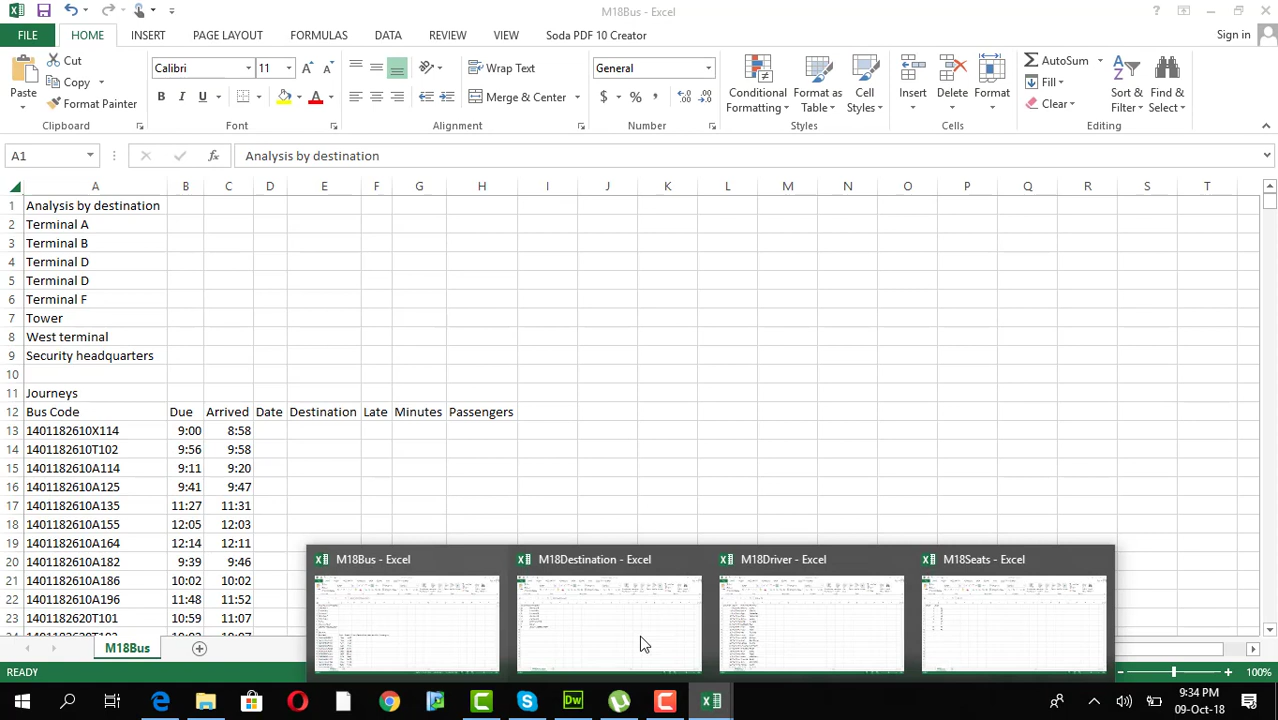 M18Bus - Excel
FILE HOME INSERT PAGE LAYOUT FORMULAS DATA REVIEW VIEW Soda PDF 10 Creator Sign in
Cut
Copy
Format Painter
Paste
Clipboard
Calibri 11
B I U
Font
Wrap Text
Merge & Center
Alignment
General
$ % ,
Number
Conditional Formatting
Format as Table
Cell Styles
Styles
Insert Delete Format
Cells
AutoSum
Fill
Clear
Sort & Filter
Find & Select
Editing
A1 fx Analysis by destination
A B C D E F G H I J K L M N O P Q R S T
1 Analysis by destination
2 Terminal A
3 Terminal B
4 Terminal D
5 Terminal D
6 Terminal F
7 Tower
8 West terminal
9 Security headquarters
10
11 Journeys
12 Bus Code Due Arrived Date Destination Late Minutes Passengers
13 1401182610X114 9:00 8:58
14 1401182610T102 9:56 9:58
15 1401182610A114 9:11 9:20
16 1401182610A125 9:41 9:47
17 1401182610A135 11:27 11:31
18 1401182610A155 12:05 12:03
19 1401182610A164 12:14 12:11
20 1401182610A182 9:39 9:46
21 1401182610A186 10:02 10:02
22 1401182610A196 11:48 11:52
23 1401182620T101 10:59 11:07
M18Bus - Excel M18Destination - Excel M18Driver - Excel M18Seats - Excel
M18Bus
READY 100%
Dw
9:34 PM
09-Oct-18